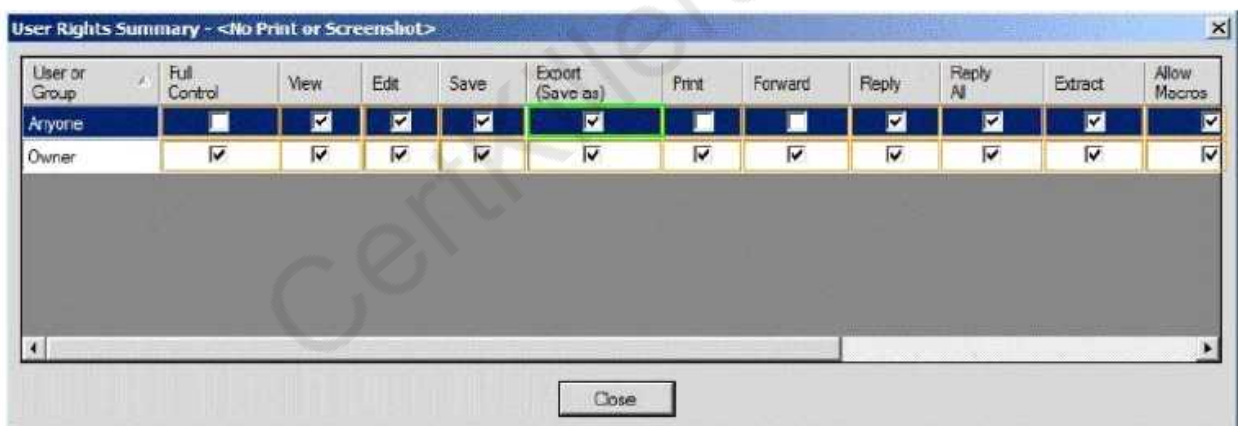 User Rights Summary - <No Print or Screenshot>
User or Group Full Control View Edit Save Export (Save as) Print Forward Reply Reply All Extract Allow Macros
Anyone
Owner
Close